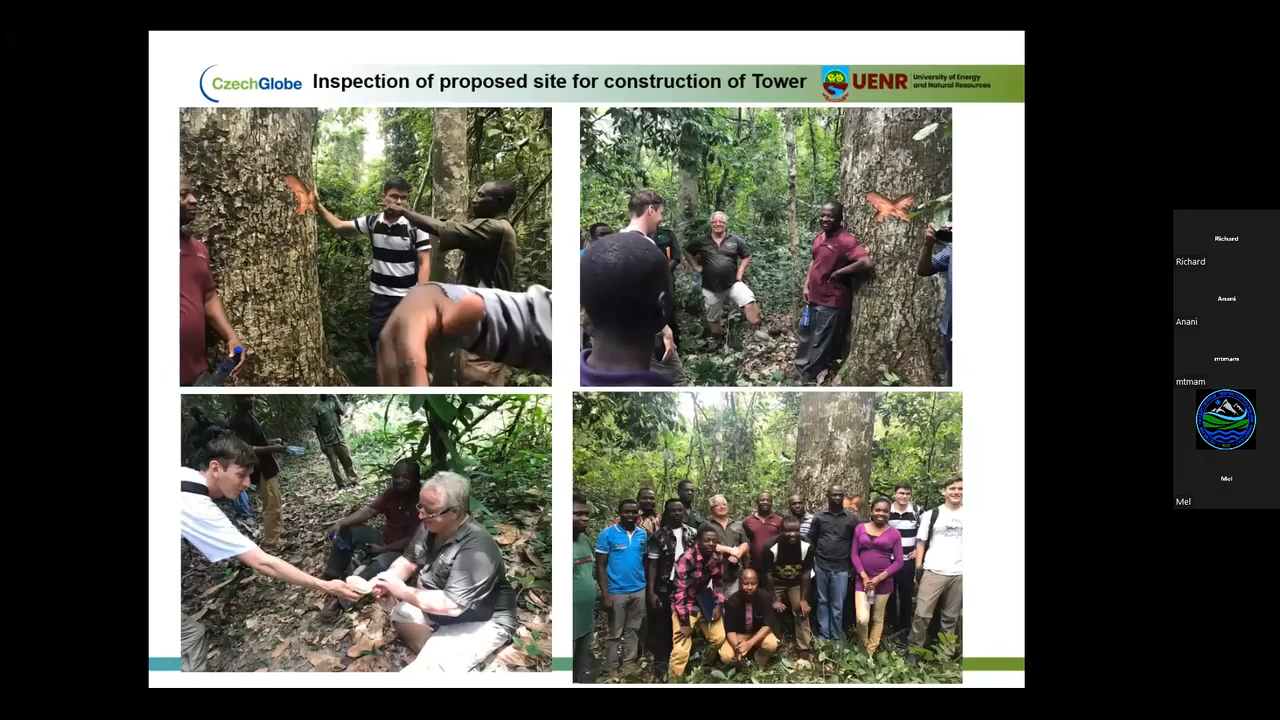 CzechGlobe
Inspection of proposed site for construction of Tower
UENR
University of Energy
and Natural Resources
Richard
Richard
Anani
Anani
mtmam
mtmam
Mel
Mel